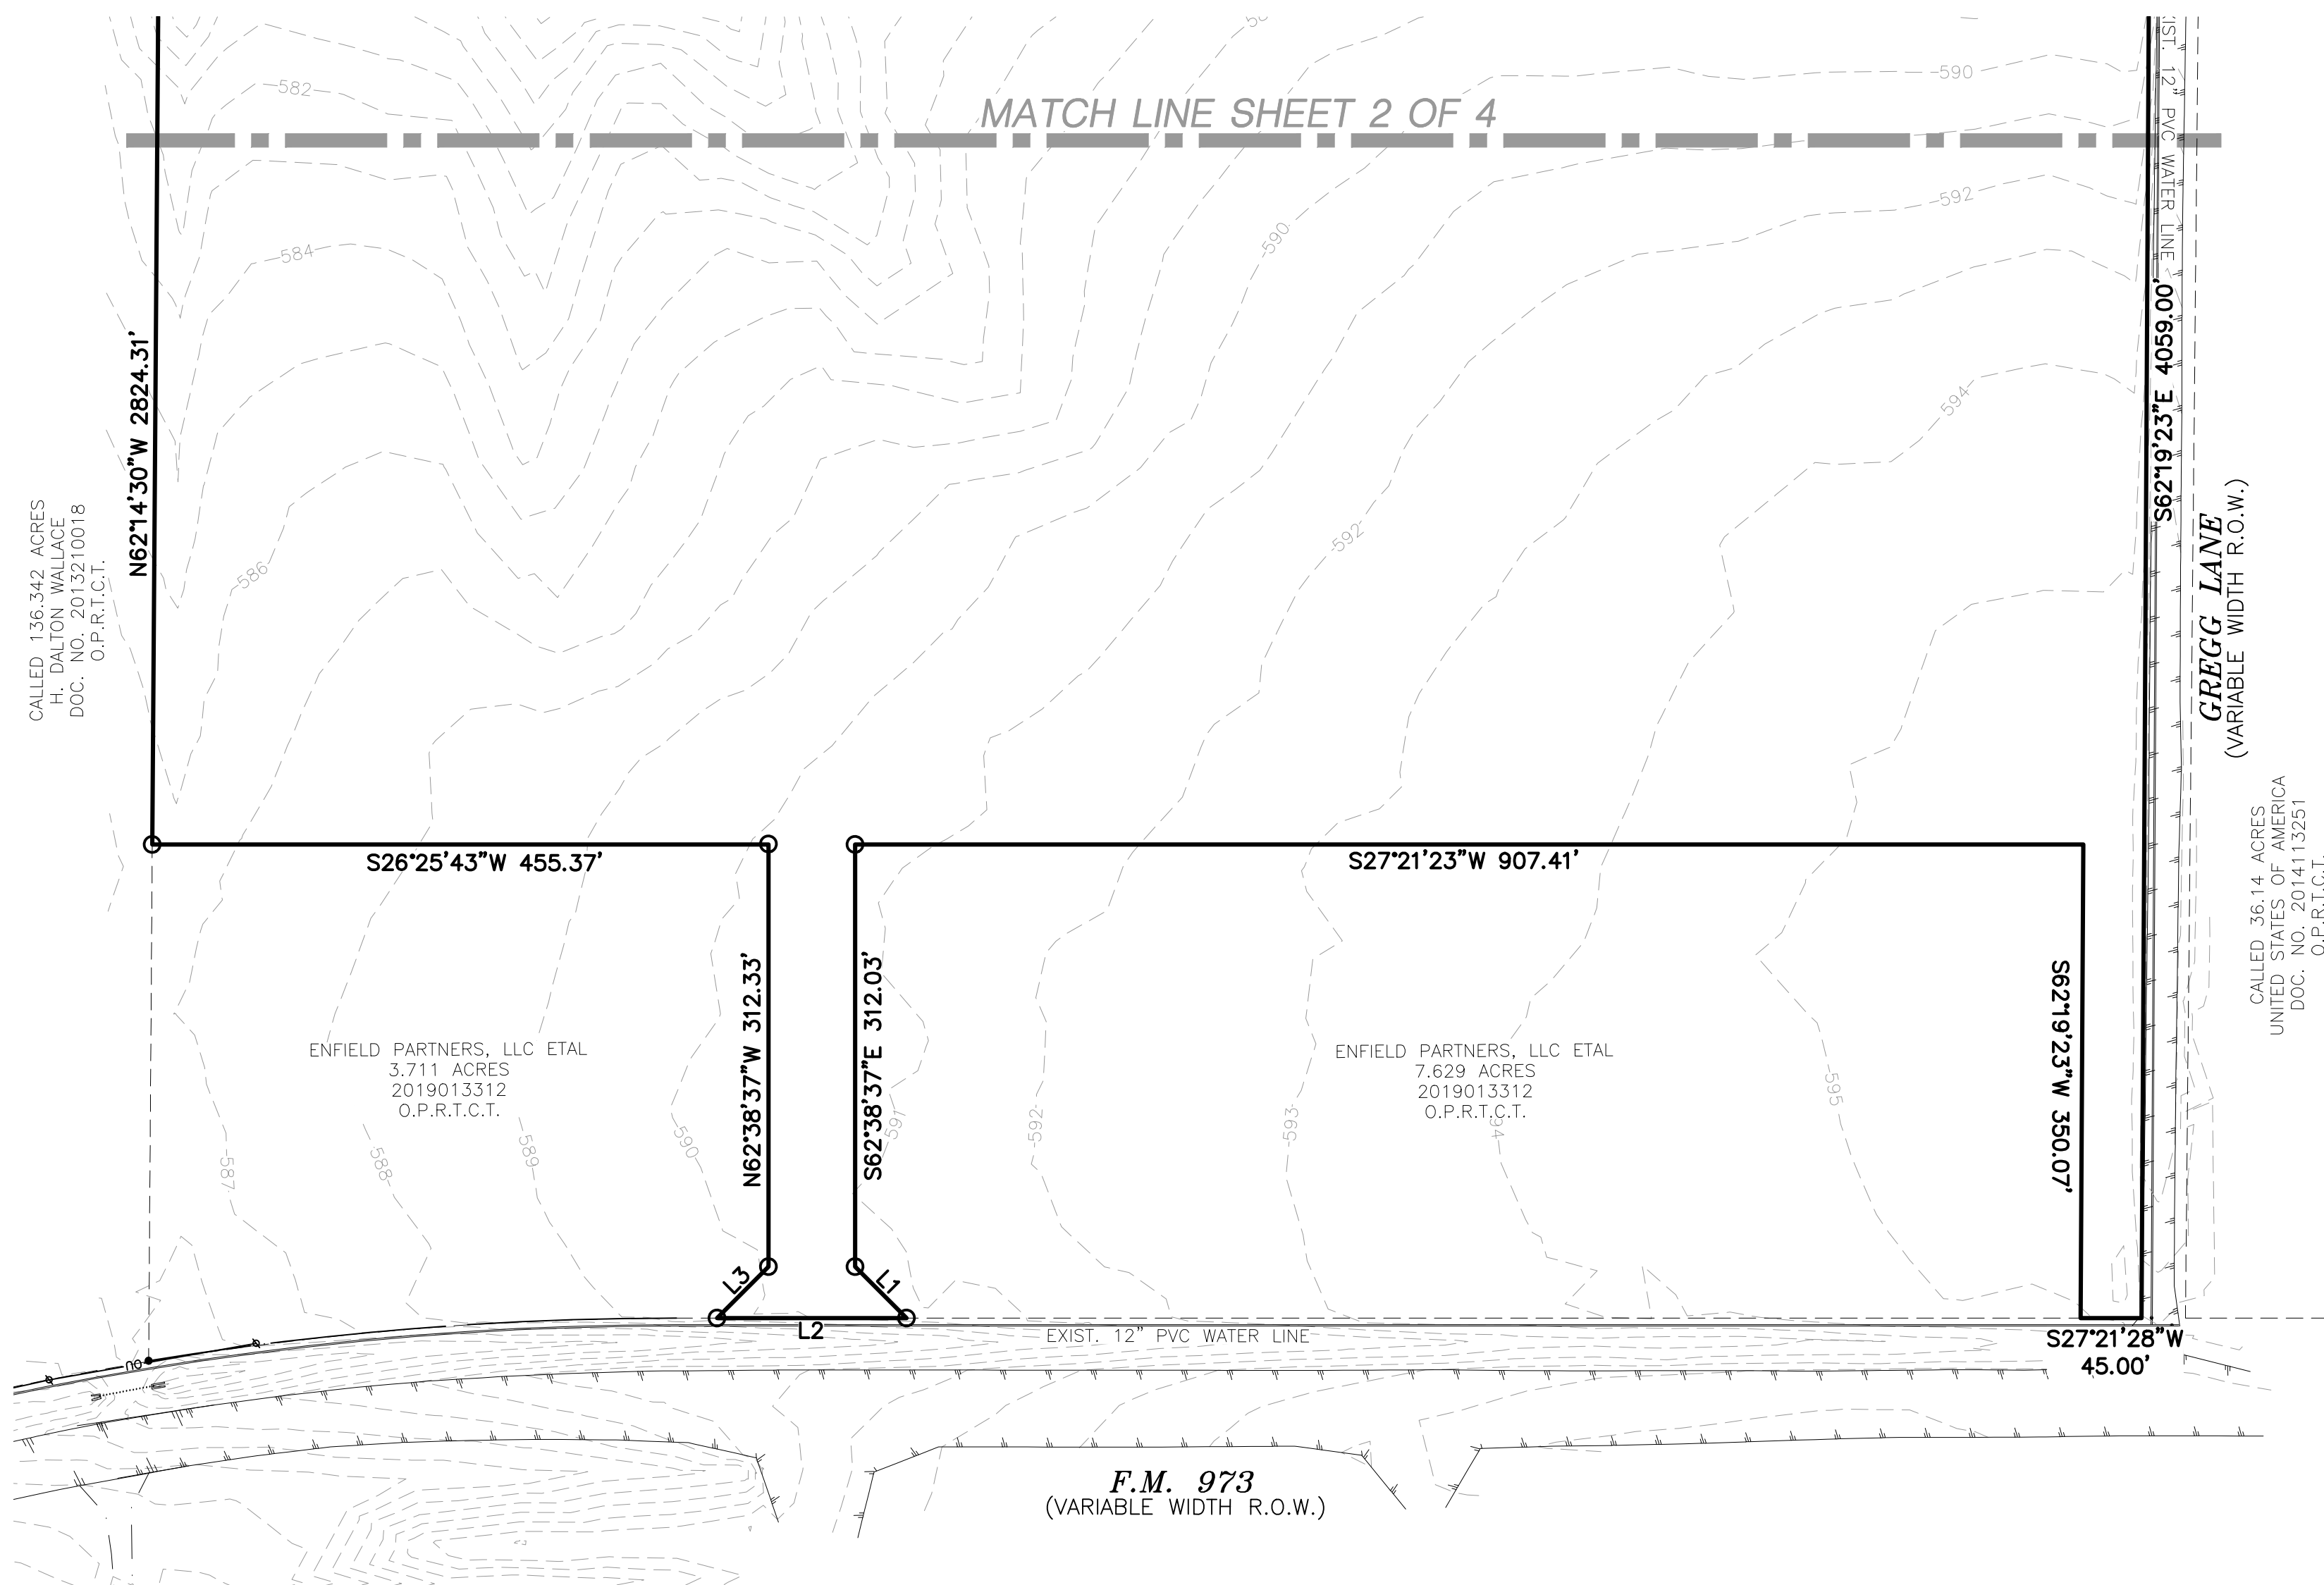 582
590
MATCH LINE SHEET 2 OF 4
12" PVC WATER LINE
592
584
590
S62°19'23"E 4059.00'
N62°14'30"W 2824.31'
594
CALLED 136.342 ACRES
H. DALTON WALLACE
DOC. NO. 2013210018
O.P.R.T.C.T.
GREGG LANE
(VARIABLE WIDTH R.O.W.)
592
586
CALLED 36.14 ACRES
UNITED STATES OF AMERICA
DOC. NO. 2014113251
O.P.R.T.C.T.
S26°25'43"W 455.37'
S27°21'23"W 907.41'
N62°38'37"W 312.33'
S62°38'37"E 312.03'
S62°19'23"W 350.07'
ENFIELD PARTNERS, LLC ETAL
3.711 ACRES
2019013312
O.P.R.T.C.T.
ENFIELD PARTNERS, LLC ETAL
7.629 ACRES
2019013312
O.P.R.T.C.T.
587
588
589
590
591
592
593
595
L3
L1
L2
EXIST. 12" PVC WATER LINE
S27°21'28"W
45.00'
OU
F.M. 973
(VARIABLE WIDTH R.O.W.)